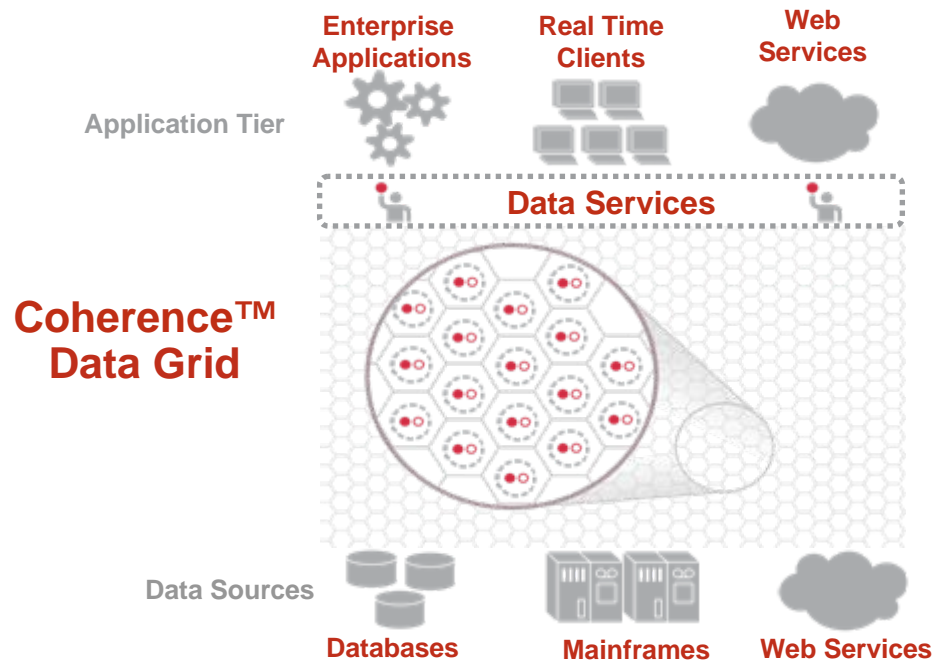 Enterprise
Applications
Real Time
Clients
Web
Services
Application Tier
Data Services
Coherence™
Data Grid
Data Sources
Databases
Mainframes
Web Services